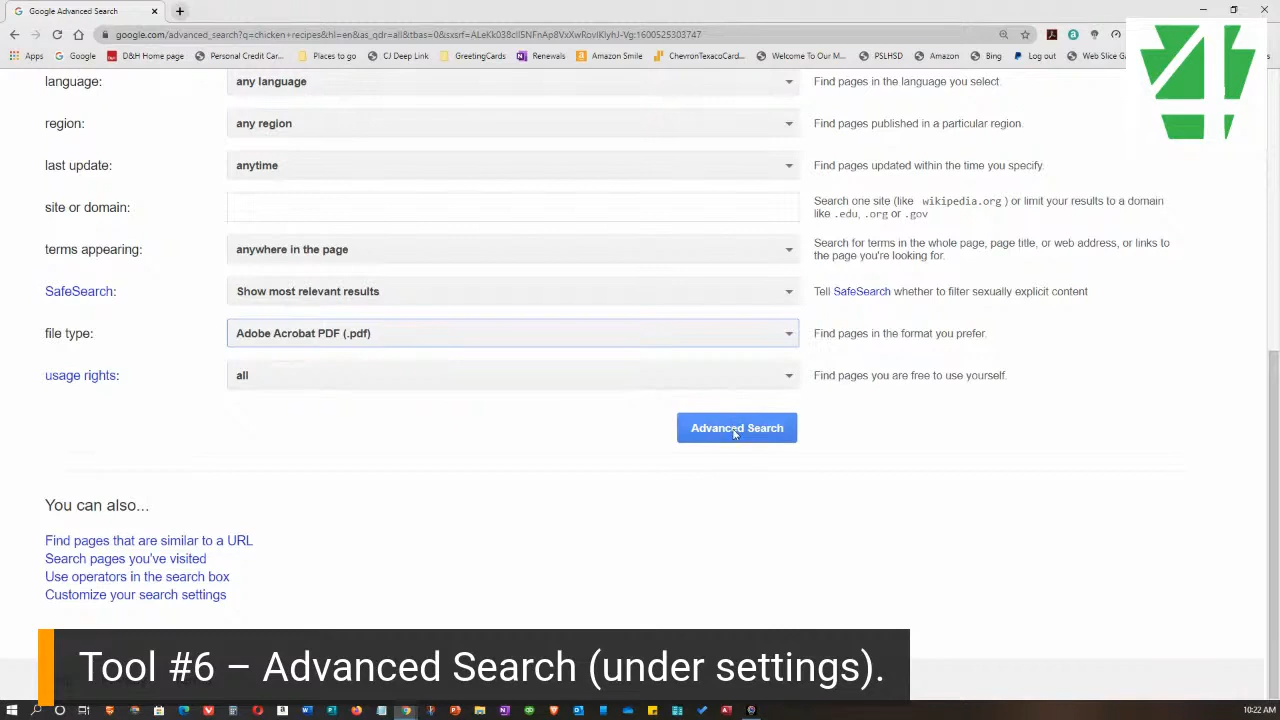 Google Advanced Search
google.com/advanced_search?q=chicken+recipes&hl=en&as_qdr=all&tbs=
D&BH Home page
Personal Credit Car...
Places to go
CJ Deep Link
GreetingCards
Renewals
Amazon Smile
ChevronTexacoCard...
Welcome To Our M...
PSLHSD
Google Analytics
Bing
Log out
Web Slice G
language:
any language
Find pages in the language you select.
region:
any region
Find pages published in a particular region.
last update:
anytime
Find pages updated within the time you specify.
site or domain:
Search one site (like wikipedia.org ) or limit your results to a domain
like .edu, .org or .gov
terms appearing:
anywhere in the page
Search for terms in the whole page, page title, or web address, or links to
the page you're looking for.
SafeSearch:
Show most relevant results
Tell SafeSearch whether to filter sexually explicit content
file type:
Adobe Acrobat PDF (.pdf)
Find pages in the format you prefer.
usage rights:
all
Find pages you are free to use yourself.
Advanced Search
You can also...
Find pages that are similar to a URL
Search pages you've visited
Use operators in the search box
Customize your search settings
Tool #6 – Advanced Search (under settings).
10:22 AM
4